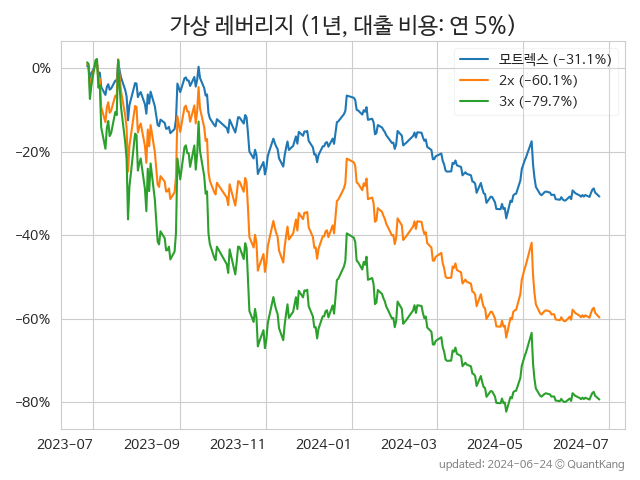 가상 레버리지 (1년, 대출 비용: 연 5%)
모트렉스 (−31.1%)
2x (−60.1%)
3x (−79.7%)
0%
−20%
−40%
−60%
−80%
2023-07 2023-09 2023-11 2024-01 2024-03 2024-05 2024-07
updated: 2024-06-24 © QuantKang